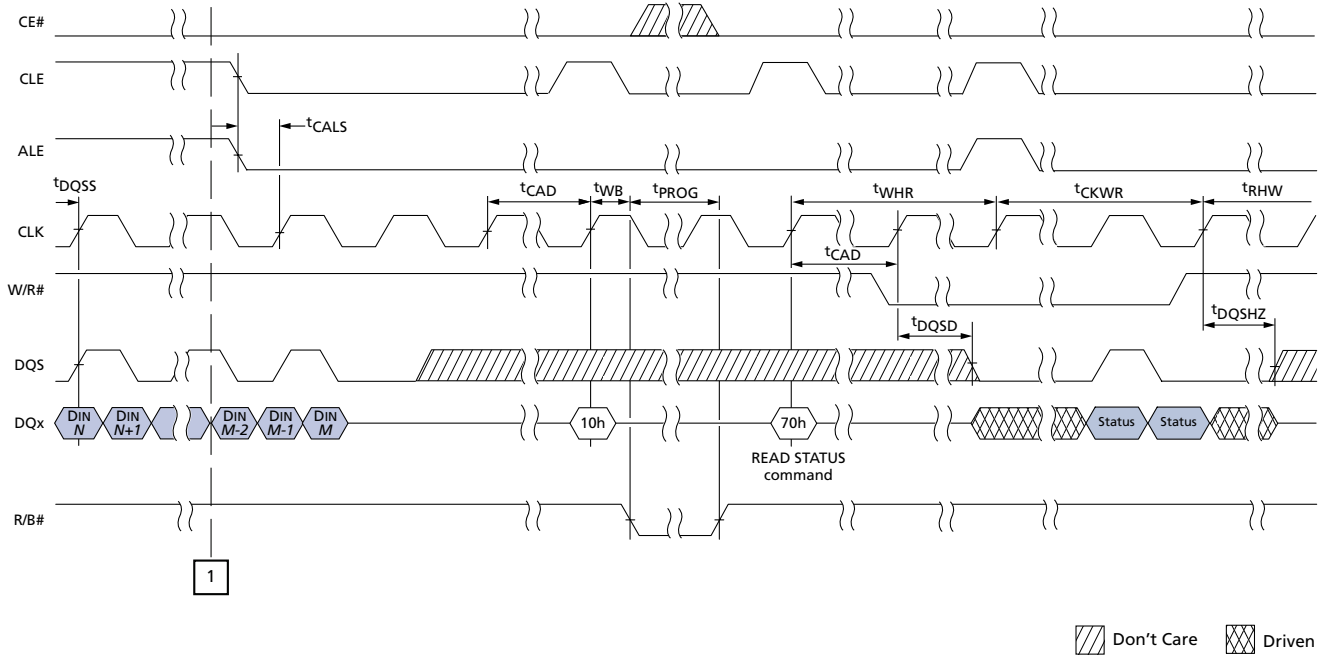 CE#
CLE
tCALS
ALE
tDQSS
tCAD
tWB
tPROG
tWHR
tCKWR
tRHW
CLK
tCAD
W/R#
tDQSD
tDQSHZ
DQS
DQx
DIN
N
DIN
N+1
DIN
M-2
DIN
M-1
DIN
M
10h
70h
Status
Status
READ STATUS
command
R/B#
1
Don't Care
Driven